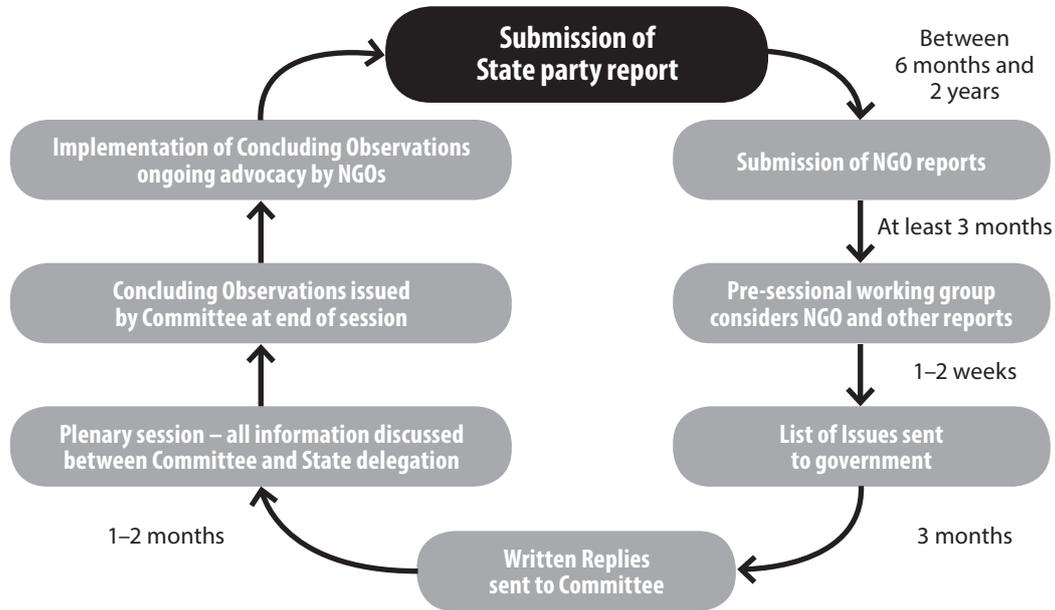 Submission of
State party report
Between
6 months and
2 years
Submission of NGO reports
At least 3 months
Pre-sessional working group
considers NGO and other reports
1–2 weeks
List of Issues sent
to government
3 months
Written Replies
sent to Committee
1–2 months
Plenary session – all information discussed
between Committee and State delegation
Concluding Observations issued
by Committee at end of session
Implementation of Concluding Observations
ongoing advocacy by NGOs